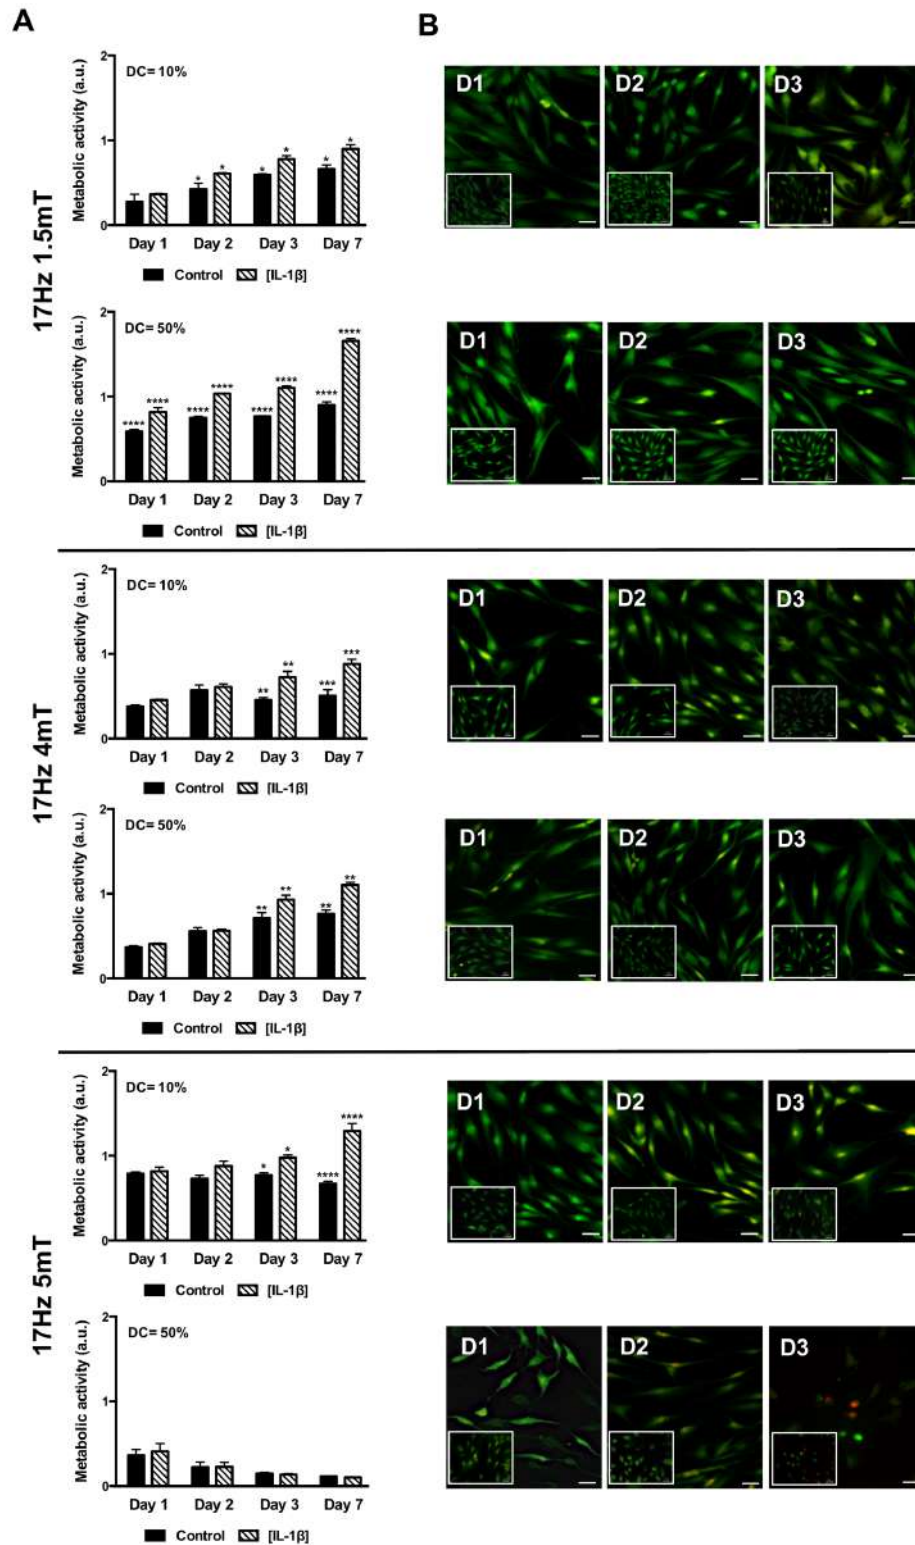 A
B
17Hz 1.5mT
Metabolic activity (a.u.)
DC= 10%
2
1
0
* * * * * *
Day 1 Day 2 Day 3 Day 7
Control [IL-1β]
D1 D2 D3
Metabolic activity (a.u.)
DC= 50%
2
1
0
**** **** **** **** **** **** **** ****
Day 1 Day 2 Day 3 Day 7
Control [IL-1β]
D1 D2 D3
17Hz 4mT
Metabolic activity (a.u.)
DC= 10%
2
1
0
** ** *** ***
Day 1 Day 2 Day 3 Day 7
Control [IL-1β]
D1 D2 D3
Metabolic activity (a.u.)
DC= 50%
2
1
0
** ** ** **
Day 1 Day 2 Day 3 Day 7
Control [IL-1β]
D1 D2 D3
17Hz 5mT
Metabolic activity (a.u.)
DC= 10%
2
1
0
* * **** ****
Day 1 Day 2 Day 3 Day 7
Control [IL-1β]
D1 D2 D3
Metabolic activity (a.u.)
DC= 50%
2
1
0
Day 1 Day 2 Day 3 Day 7
Control [IL-1β]
D1 D2 D3